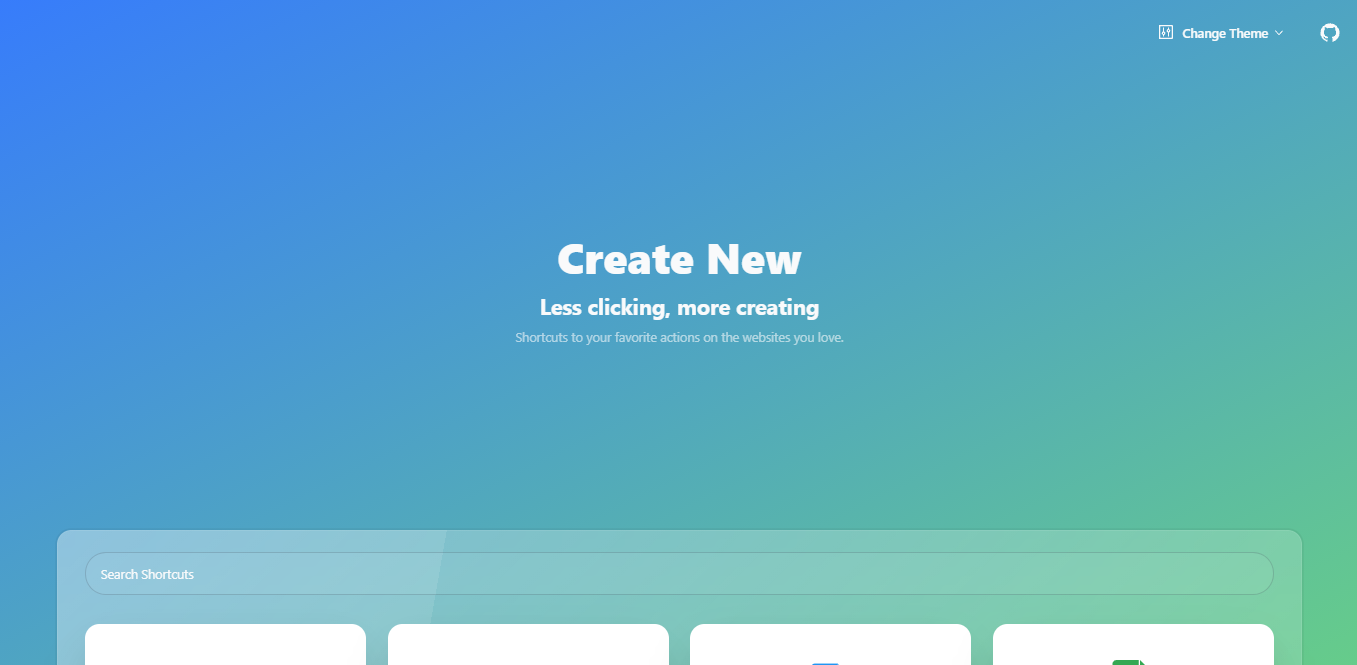 Change Theme
Create New
Less clicking, more creating
Shortcuts to your favorite actions on the websites you love.
Search Shortcuts